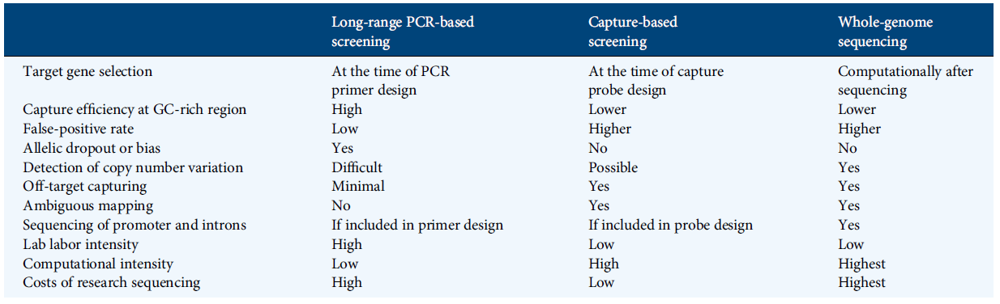 Long-range PCR-based screening Capture-based screening Whole-genome sequencing
Target gene selection At the time of PCR primer design At the time of capture probe design Computationally after sequencing
Capture efficiency at GC-rich region High Lower Lower
False-positive rate Low Higher Higher
Allelic dropout or bias Yes No No
Detection of copy number variation Difficult Possible Yes
Off-target capturing Minimal Yes Yes
Ambiguous mapping No Yes Yes
Sequencing of promoter and introns If included in primer design If included in probe design Yes
Lab labor intensity High Low Low
Computational intensity Low High Highest
Costs of research sequencing High Low Highest